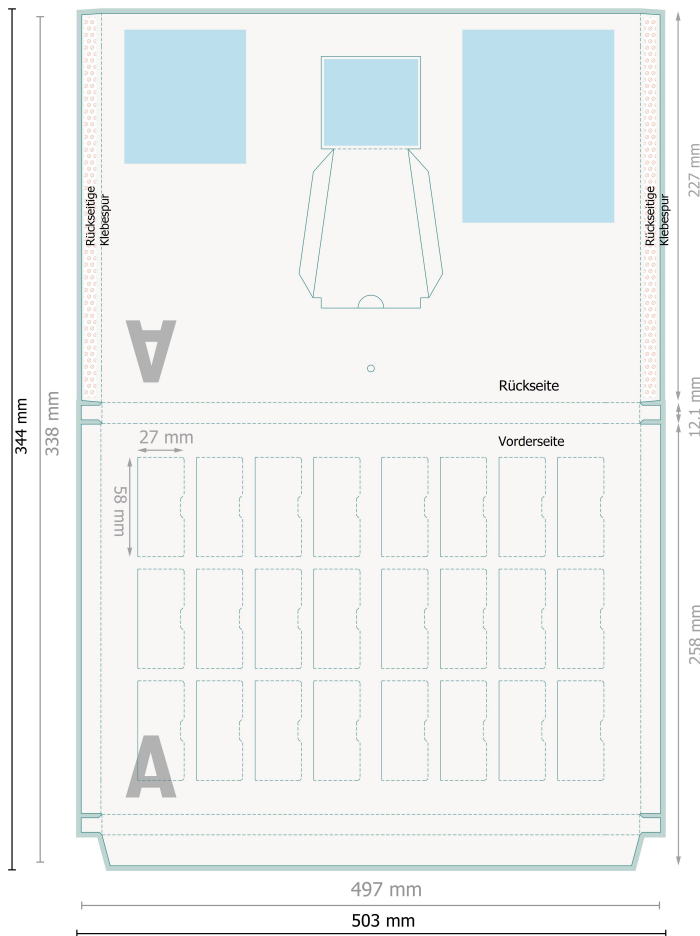 227 mm
Rückseitige
Klebespur
Rückseitige
Klebespur
A
Rückseite
12.1 mm
344 mm
338 mm
27 mm
Vorderseite
58 mm
258 mm
A
497 mm
503 mm